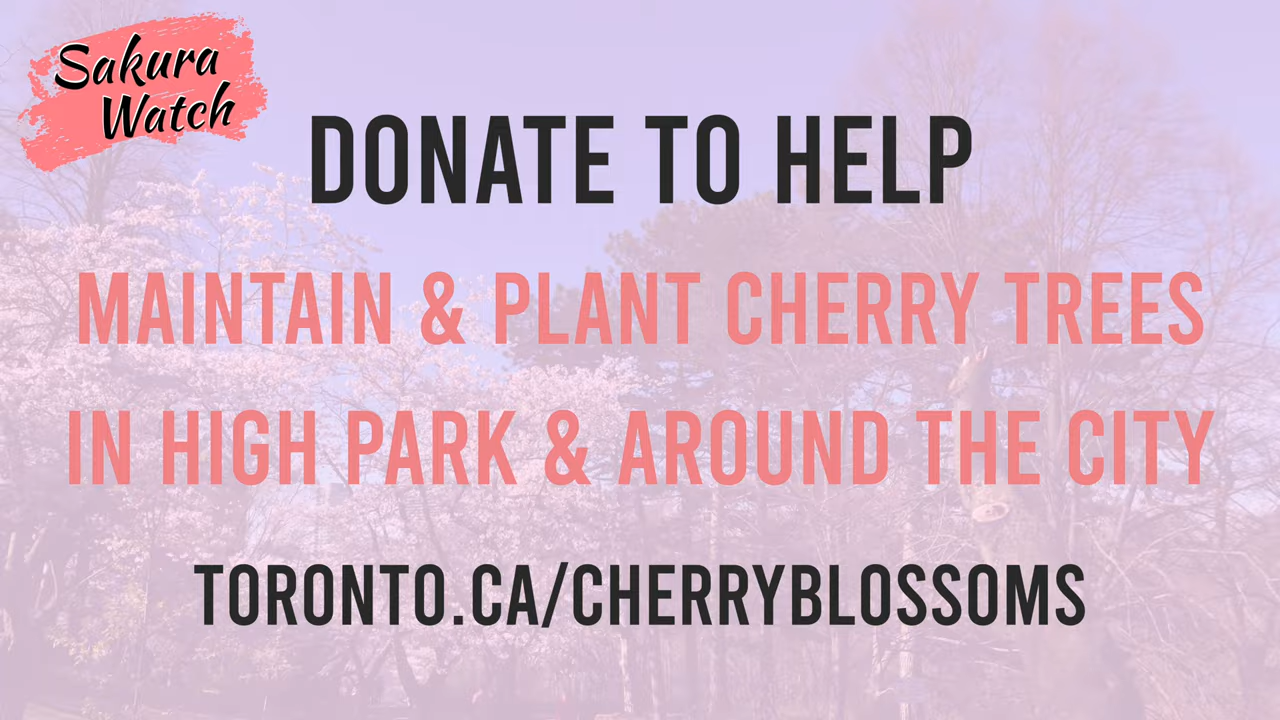 Sakura
Watch
DONATE TO HELP
MAINTAIN & PLANT CHERRY TREES
IN HIGH PARK & AROUND THE CITY
TORONTO.CA/CHERRYBLOSSOMS